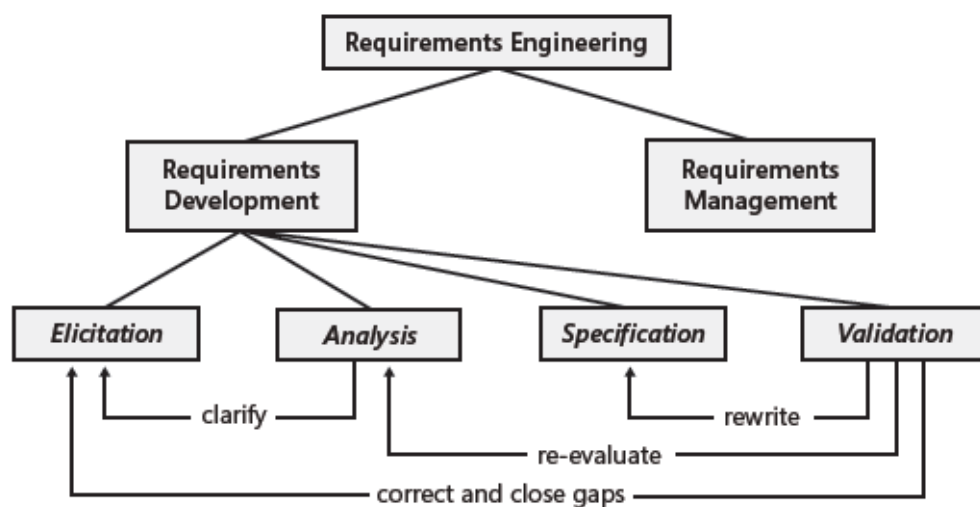 Requirements Engineering
Requirements
Development
Requirements
Management
Elicitation
Analysis
Specification
Validation
clarify
rewrite
re-evaluate
correct and close gaps